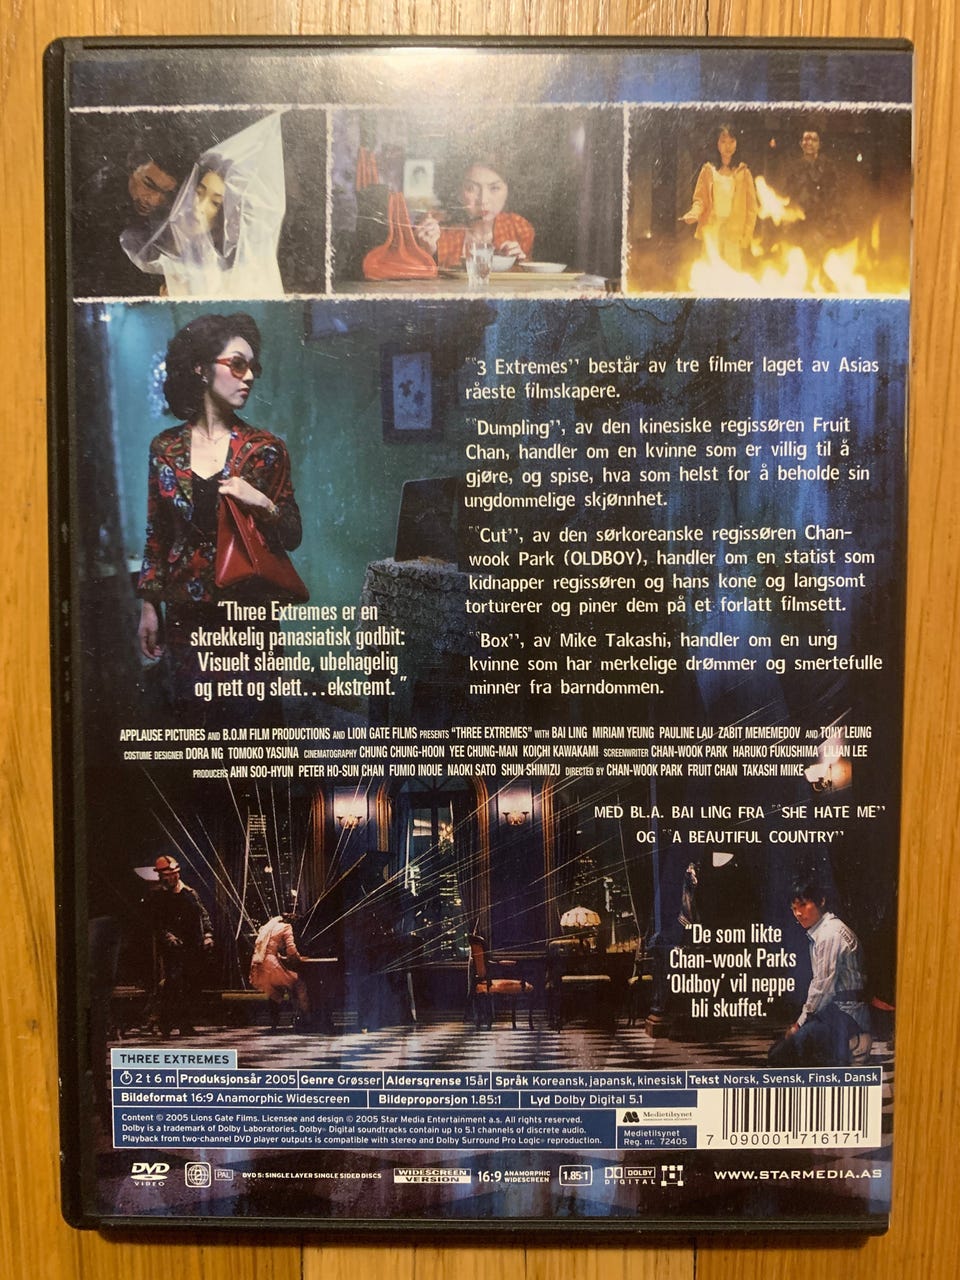 "3 Extremes" består av tre filmer laget av Asias
råeste filmskapere.
"Dumpling", av den kinesiske regissøren Fruit
Chan, handler om en kvinne som er villig til å
gjøre, og spise, hva som helst for å beholde sin
ungdommelige skjønnhet.
"Cut", av den sørkoreanske regissøren Chan-
wook Park (OLDBOY), handler om en statist som
kidnapper regissøren og hans kone og langsomt
torturerer og piner dem på et forlatt filmsett.
"Box", av Mike Takashi, handler om en ung
kvinne som har merkelige drømmer og smertefulle
minner fra barndommen.
"Three Extremes er en
skrekkelig panasiatisk godbit:
Visuelt slående, ubehagelig
og rett og slett...ekstremt."
APPLAUSE PICTURES AND B.O.M FILM PRODUCTIONS AND LION GATE FILMS PRESENTS "THREE EXTREMES" WITH BAI LING MIRIAM YEUNG PAULINE LAU ZABIT MEMEMEDOV AND TONY LEUNG
COSTUME DESIGNER DORA NG TOMOKO YASUNA CINEMATOGRAPHY CHUNG CHUNG-HOON YEE CHUNG-MAN KOICHI KAWAKAMI SCREENWRITER CHAN-WOOK PARK HARUKO FUKUSHIMA LILIAN LEE
PRODUCERS AHN SOO-HYUN PETER HO-SUN CHAN FUMIO INOUE NAOKI SATO SHUN SHIMIZU DIRECTED BY CHAN-WOOK PARK FRUIT CHAN TAKASHI MIIKE
MED BL.A. BAI LING FRA "SHE HATE ME"
OG "A BEAUTIFUL COUNTRY"
"De som likte
Chan-wook Parks
'Oldboy' vil neppe
bli skuffet."
THREE EXTREMES
2 t 6 m Produksjonsår 2005 Genre Grøsser Aldersgrense 15år Språk Koreansk, japansk, kinesisk Tekst Norsk, Svensk, Finsk, Dansk
Bildeformat 16:9 Anamorphic Widescreen Bildeproporsjon 1.85:1 Lyd Dolby Digital 5.1
Content © 2005 Lions Gate Films. Licensee and design © 2005 Star Media Entertainment a.s. All rights reserved.
Dolby is a trademark of Dolby Laboratories. Dolby® Digital soundtracks contain up to 5.1 channels of discrete audio.
Playback from two-channel DVD player outputs is compatible with stereo and Dolby Surround Pro Logic® reproduction.
Medietilsynet
Medietilsynet
Reg. nr. 72405
7 090001 716171
DVD VIDEO PAL DVD 5: SINGLE LAYER SINGLE SIDED DISCS WIDESCREEN VERSION 16:9 ANAMORPHIC WIDESCREEN 1.85:1 DOLBY DIGITAL WWW.STARMEDIA.AS